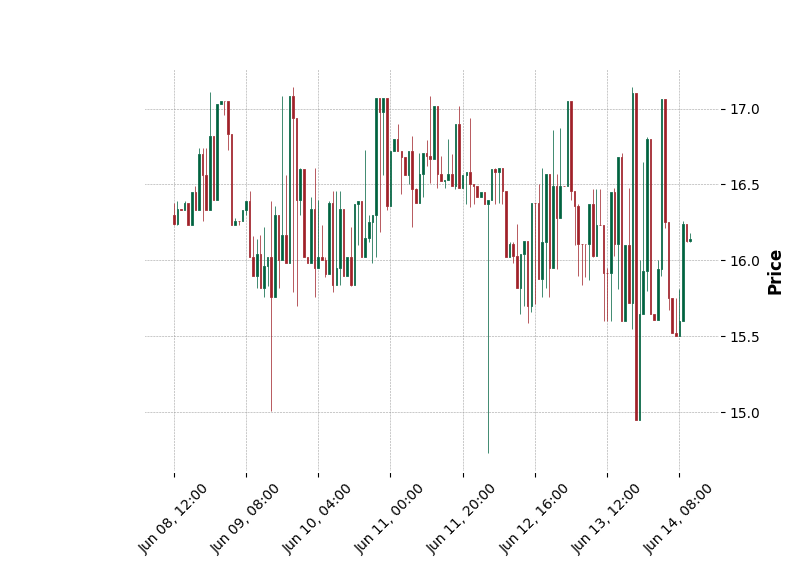 17.0
16.5
16.0
15.5
15.0
Price
Jun 08, 12:00
Jun 09, 08:00
Jun 10, 04:00
Jun 11, 00:00
Jun 11, 20:00
Jun 12, 16:00
Jun 13, 12:00
Jun 14, 08:00